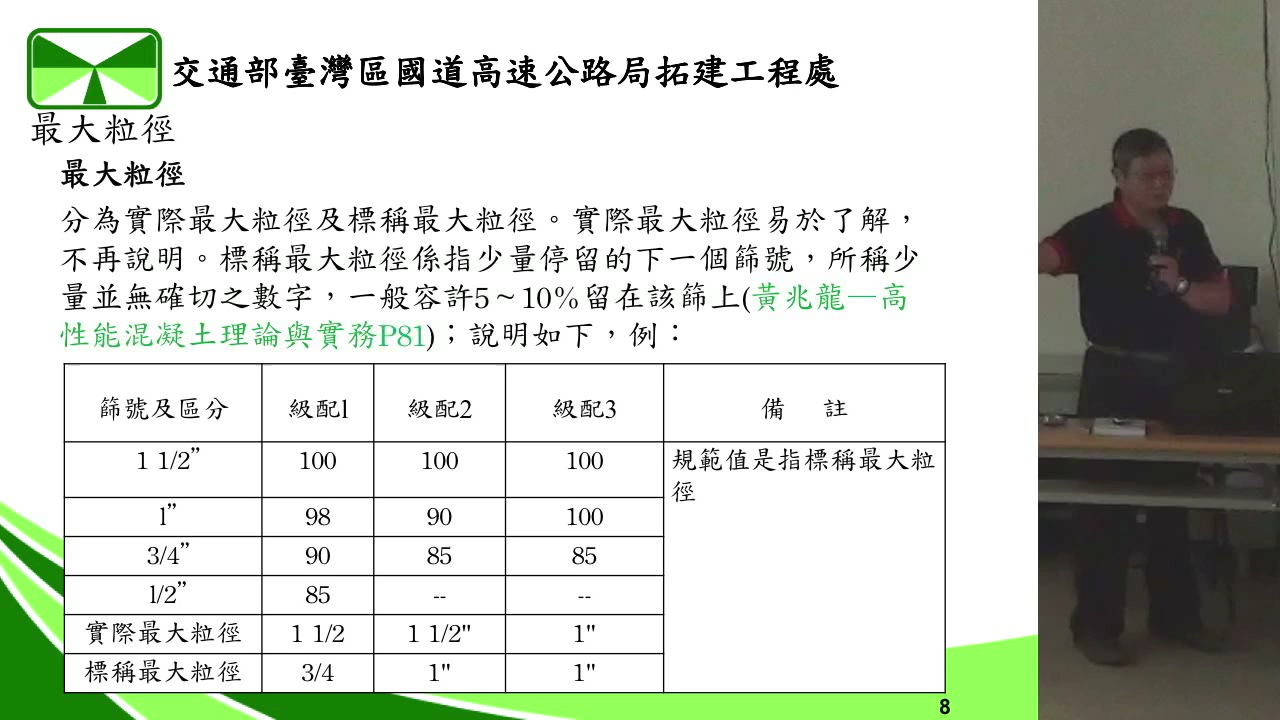 交通部臺灣區國道高速公路局拓建工程處
最大粒徑
最大粒徑
分為實際最大粒徑及標稱最大粒徑。實際最大粒徑易於了解，
不再說明。標稱最大粒徑係指少量停留的下一個篩號，所稱少
量並無確切之數字，一般容許5～10%留在該篩上(黃兆龍—高
性能混凝土理論與實務P81)；說明如下，例：
篩號及區分 級配1 級配2 級配3 備 註
1 1/2” 100 100 100 規範值是指標稱最大粒
徑
1” 98 90 100
3/4” 90 85 85
1/2” 85 -- --
實際最大粒徑 1 1/2 1 1/2" 1"
標稱最大粒徑 3/4 1" 1"
8